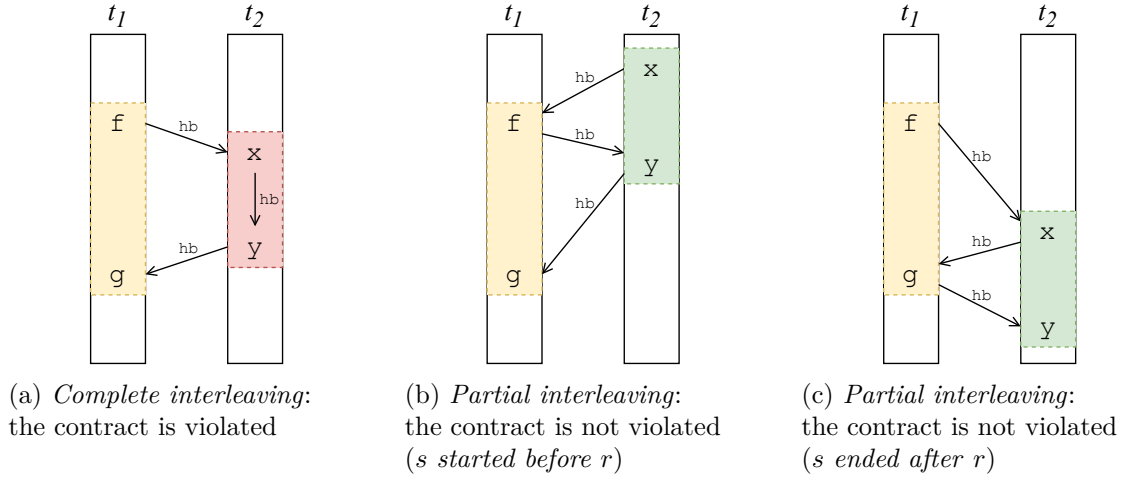 t1 t2
f
hb
x
hb
hb
y
g
(a) Complete interleaving:
the contract is violated
t1 t2
x
hb
f
hb
y
hb
g
(b) Partial interleaving:
the contract is not violated
(s started before r)
t1 t2
f
hb
x
hb
g
hb
y
(c) Partial interleaving:
the contract is not violated
(s ended after r)